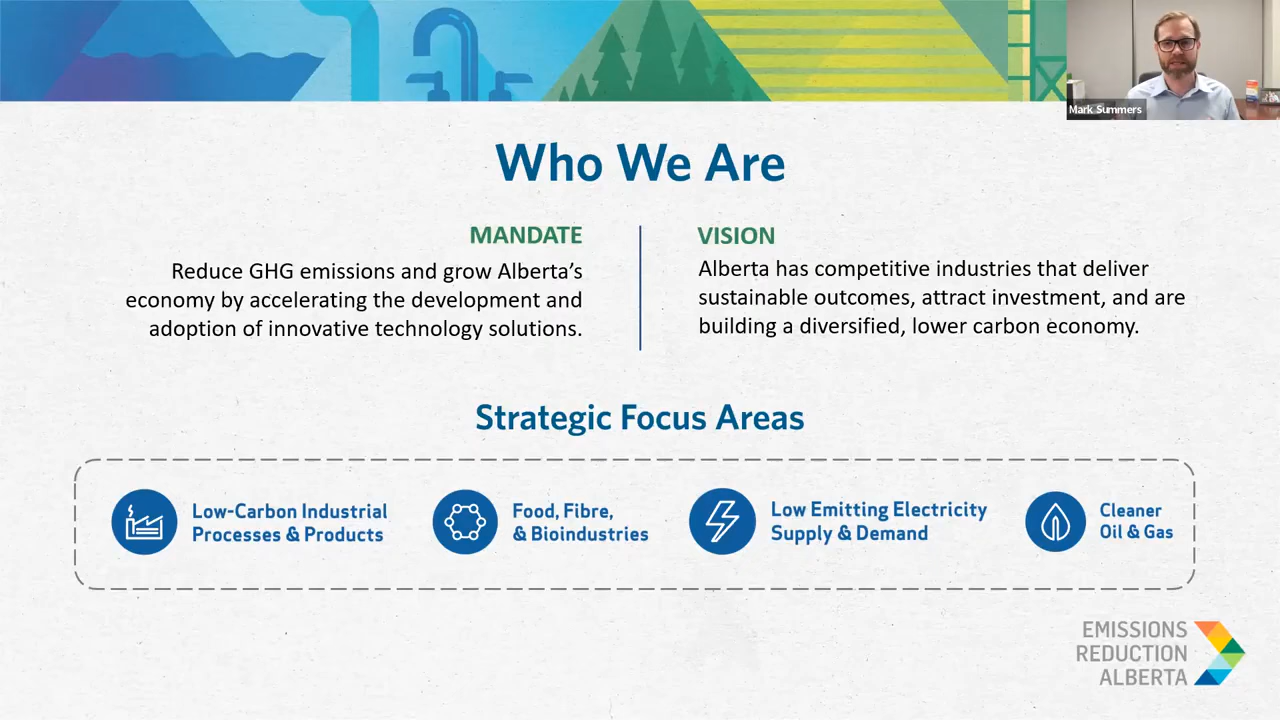 Mark Summers
Who We Are
MANDATE
Reduce GHG emissions and grow Alberta’s
economy by accelerating the development and
adoption of innovative technology solutions.
VISION
Alberta has competitive industries that deliver
sustainable outcomes, attract investment, and are
building a diversified, lower carbon economy.
Strategic Focus Areas
Low-Carbon Industrial
Processes & Products
Food, Fibre,
& Bioindustries
Low Emitting Electricity
Supply & Demand
Cleaner
Oil & Gas
EMISSIONS
REDUCTION
ALBERTA